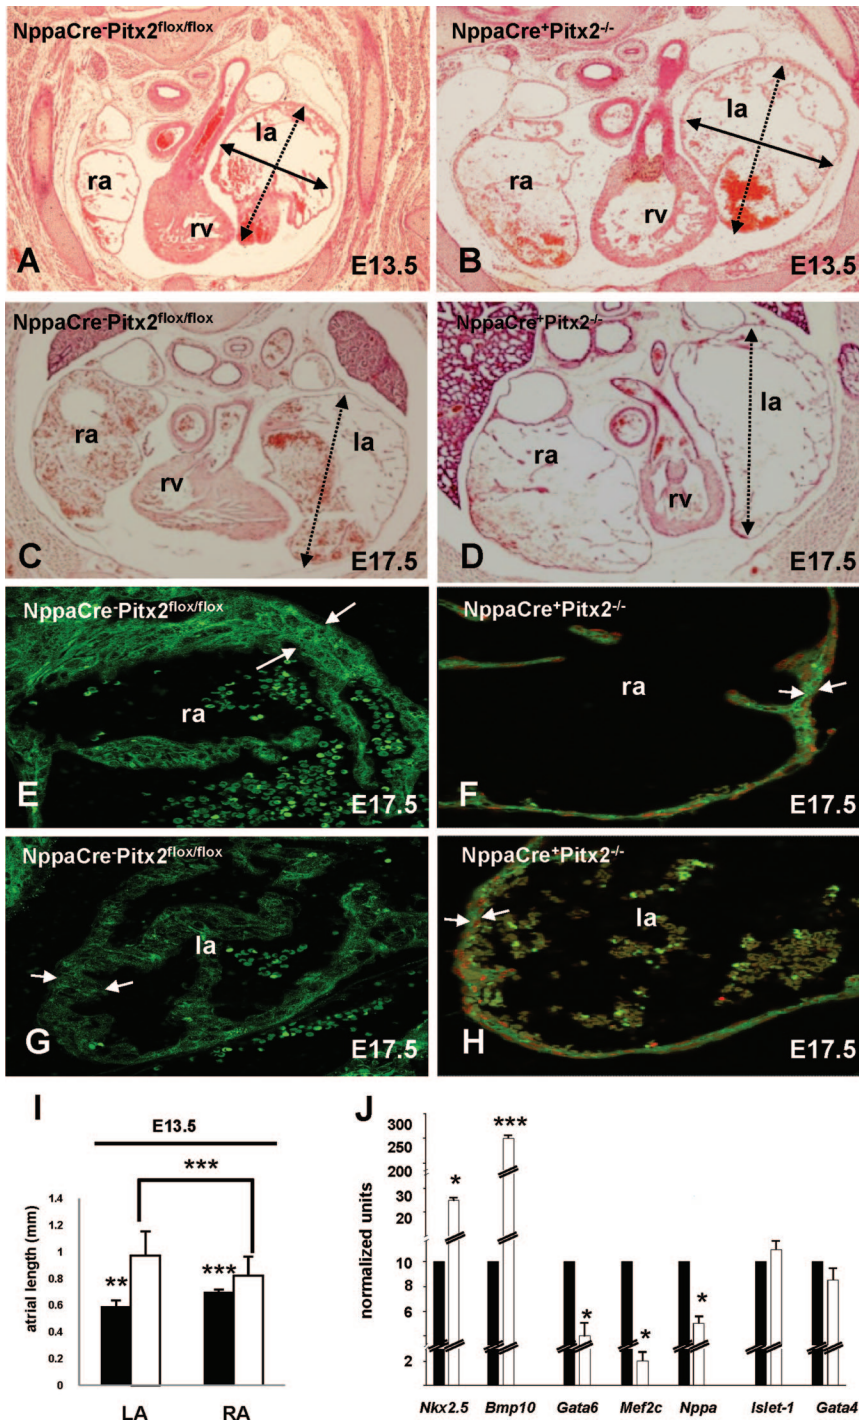 NppaCre-Pitx2flox/flox
la
ra
rv
A
E13.5
NppaCre+Pitx2-/-
la
ra
rv
B
E13.5
NppaCre-Pitx2flox/flox
la
ra
rv
C
E17.5
NppaCre+Pitx2-/-
la
ra
rv
D
E17.5
NppaCre-Pitx2flox/flox
ra
E
E17.5
NppaCre+Pitx2-/-
ra
F
E17.5
NppaCre-Pitx2flox/flox
la
G
E17.5
NppaCre+Pitx2-/-
la
H
E17.5
I
E13.5
***
atrial length (mm)
1.4
1.2
1
0.8
0.6
0.4
0.2
0
**
***
LA
RA
J
normalized units
300
200
30
20
10
8
6
2
*
***
*
*
*
Nkx2.5 Bmp10 Gata6 Mef2c Nppa Islet-1 Gata4